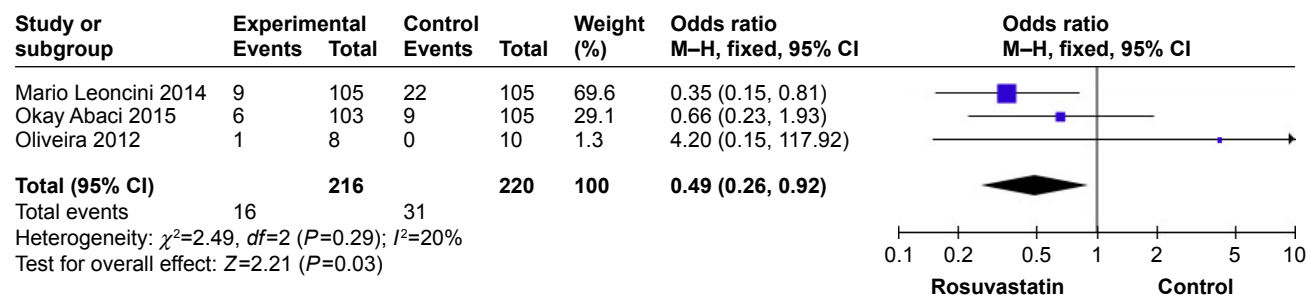 Study or Experimental Control Weight Odds ratio Odds ratio
subgroup Events Total Events Total (%) M–H, fixed, 95% CI M–H, fixed, 95% CI
Mario Leoncini 2014 9 105 22 105 69.6 0.35 (0.15, 0.81)
Okay Abaci 2015 6 103 9 105 29.1 0.66 (0.23, 1.93)
Oliveira 2012 1 8 0 10 1.3 4.20 (0.15, 117.92)
Total (95% CI) 216 220 100 0.49 (0.26, 0.92)
Total events 16 31
Heterogeneity: χ²=2.49, df=2 (P=0.29); I²=20%
Test for overall effect: Z=2.21 (P=0.03)
0.1 0.2 0.5 1 2 5 10
Rosuvastatin Control